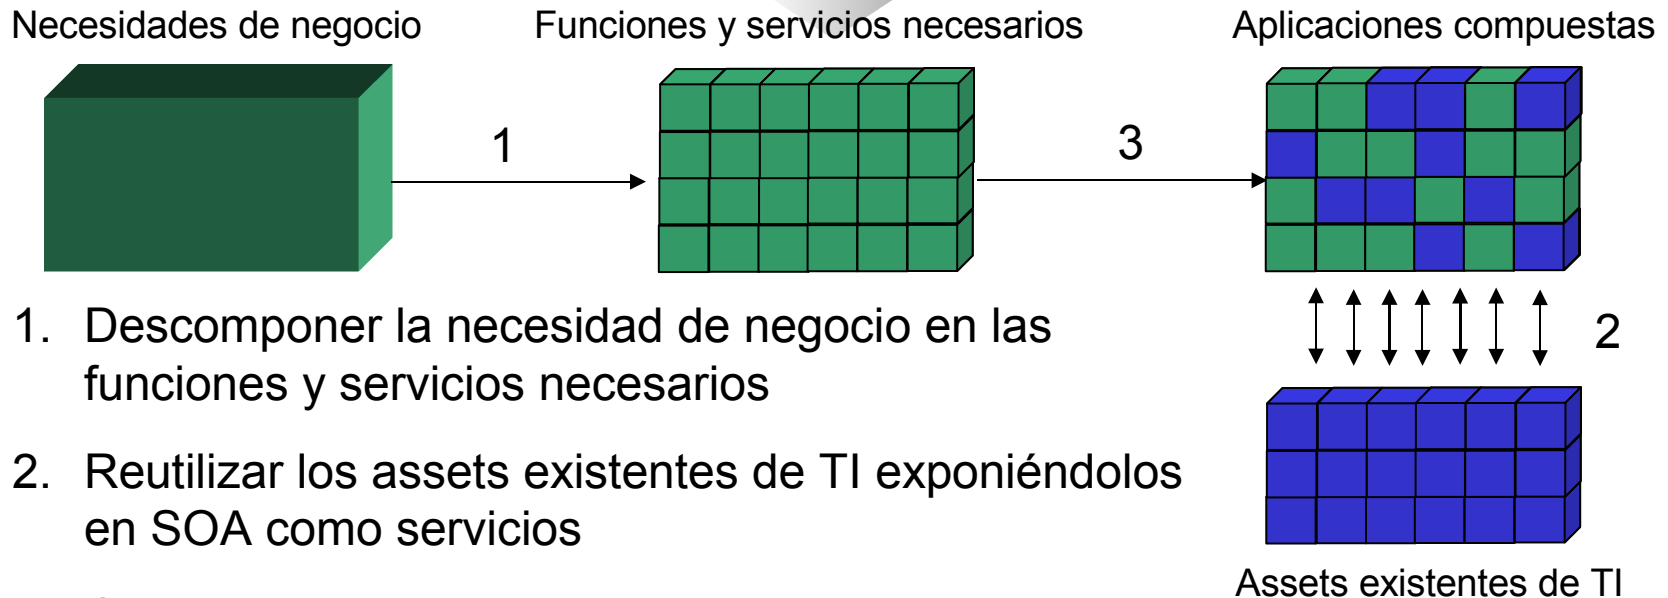 Necesidades de negocio
Funciones y servicios necesarios
Aplicaciones compuestas
1
3
1. Descomponer la necesidad de negocio en las
funciones y servicios necesarios
2
2. Reutilizar los assets existentes de TI exponiéndolos
en SOA como servicios
Assets existentes de TI